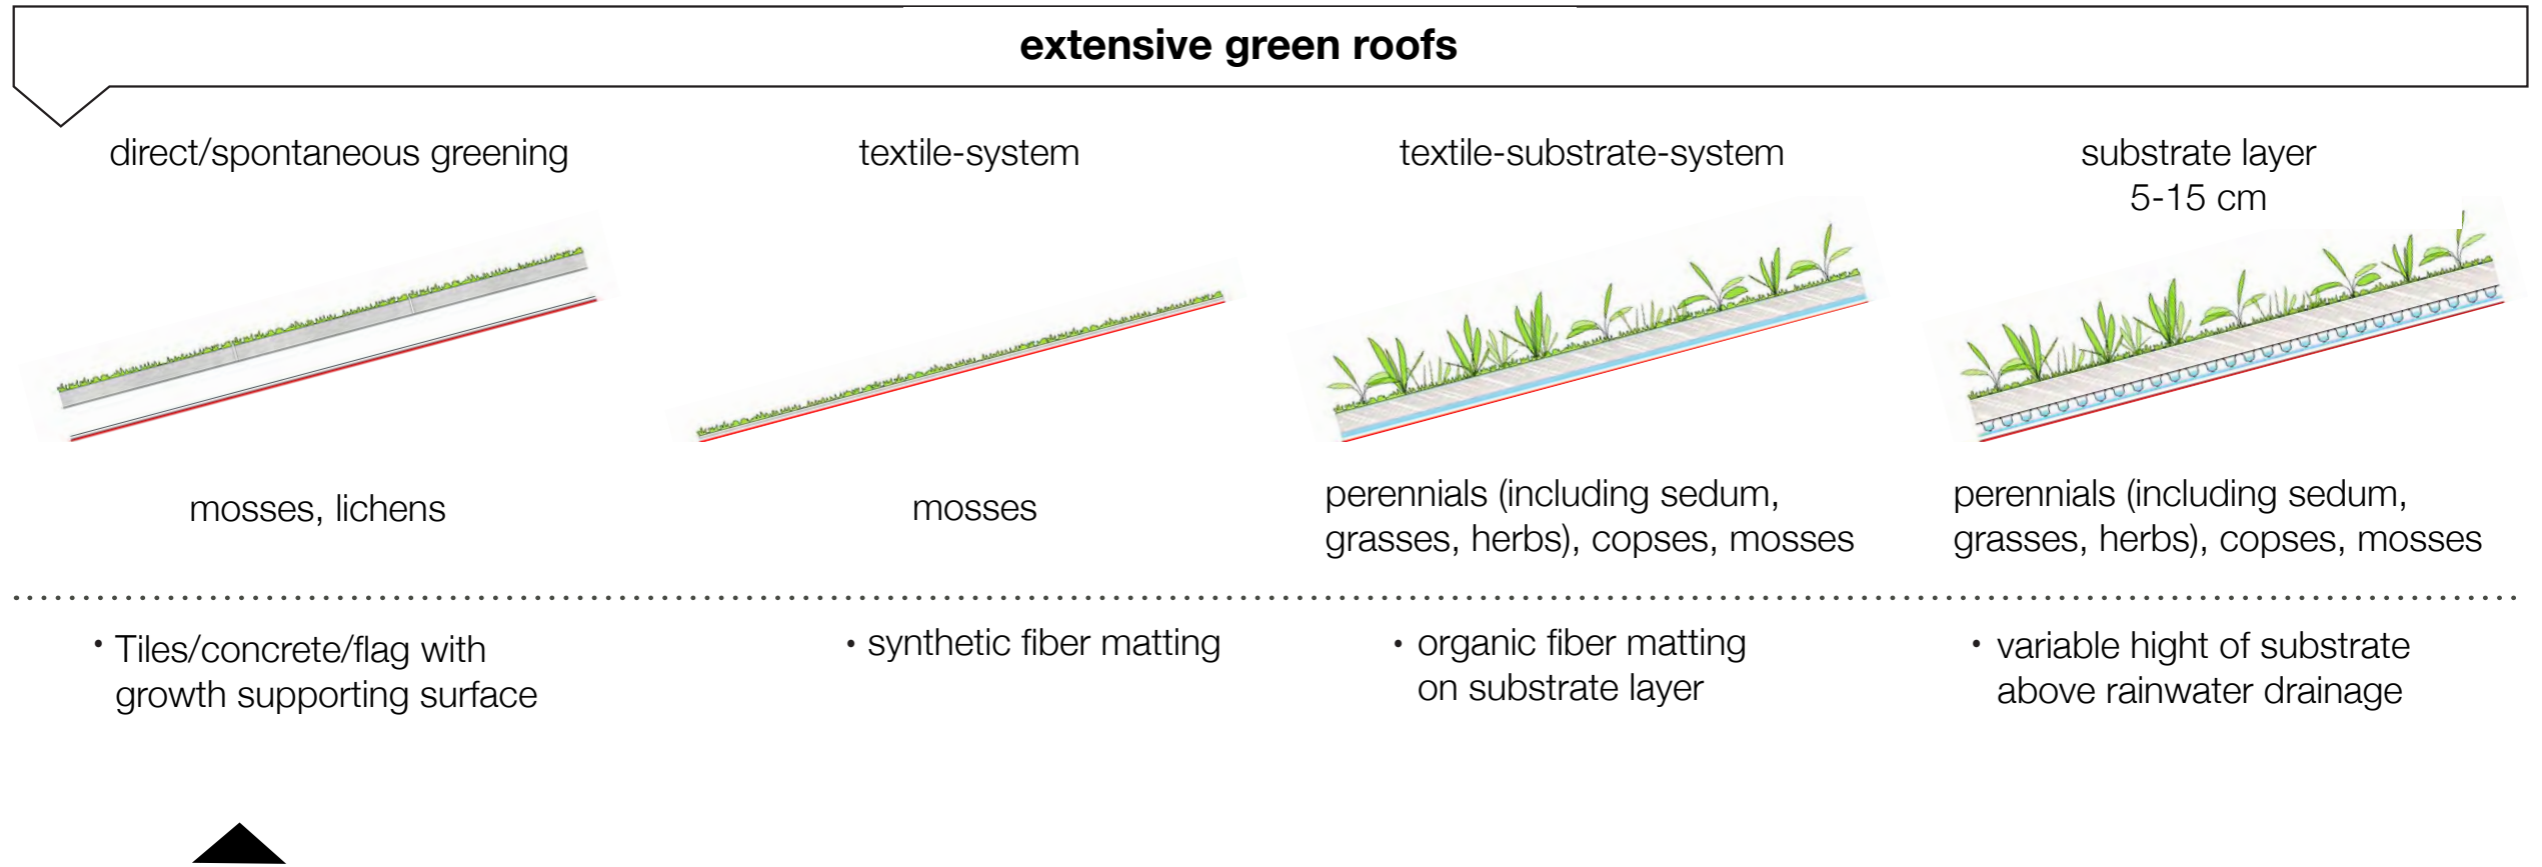 extensive green roofs
direct/spontaneous greening
textile-system
textile-substrate-system
substrate layer
5-15 cm
mosses, lichens
mosses
perennials (including sedum,
grasses, herbs), copses, mosses
perennials (including sedum,
grasses, herbs), copses, mosses
• Tiles/concrete/flag with
growth supporting surface
• synthetic fiber matting
• organic fiber matting
on substrate layer
• variable hight of substrate
above rainwater drainage